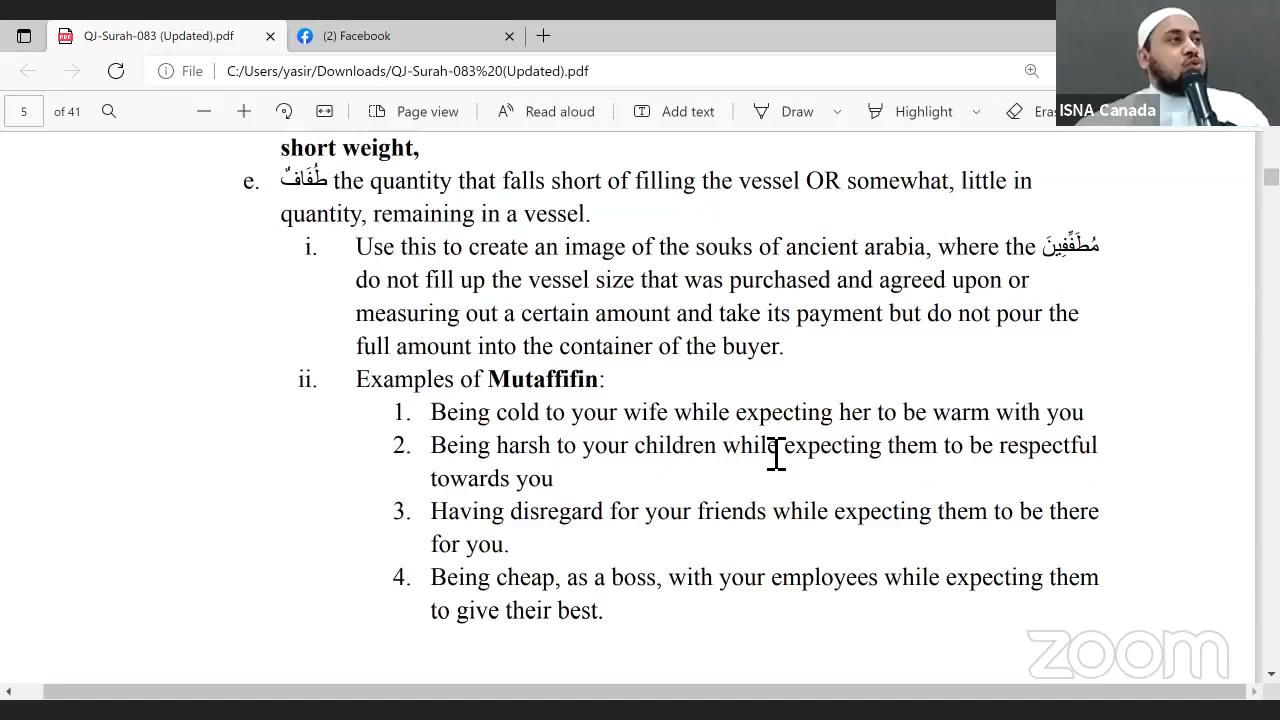 QJ-Surah-083 (Updated).pdf
(2) Facebook
File
C:/Users/yasir/Downloads/QJ-Surah-083%20(Updated).pdf
5 of 41
Page view
Read aloud
Add text
Draw
Highlight
Era
ISNA Canada
short weight,
e. طُفَافٌ the quantity that falls short of filling the vessel OR somewhat, little in
quantity, remaining in a vessel.
i. Use this to create an image of the souks of ancient arabia, where the مُطَفِّفِينَ
do not fill up the vessel size that was purchased and agreed upon or
measuring out a certain amount and take its payment but do not pour the
full amount into the container of the buyer.
ii. Examples of Mutaffifin:
1. Being cold to your wife while expecting her to be warm with you
2. Being harsh to your children while expecting them to be respectful
towards you
3. Having disregard for your friends while expecting them to be there
for you.
4. Being cheap, as a boss, with your employees while expecting them
to give their best.
zoom